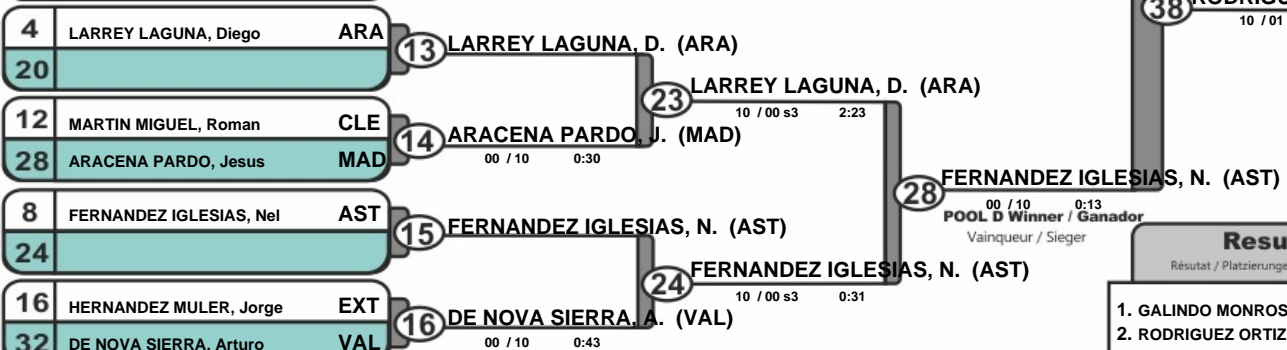 4 LARREY LAGUNA, Diego ARA
20
13 LARREY LAGUNA, D. (ARA)
12 MARTIN MIGUEL, Roman CLE
28 ARACENA PARDO, Jesus MAD
14 ARACENA PARDO, J. (MAD)
00 / 10 0:30
23 LARREY LAGUNA, D. (ARA)
10 / 00 s3 2:23
8 FERNANDEZ IGLESIAS, Nel AST
24
15 FERNANDEZ IGLESIAS, N. (AST)
16 HERNANDEZ MULER, Jorge EXT
32 DE NOVA SIERRA, Arturo VAL
16 DE NOVA SIERRA, A. (VAL)
00 / 10 0:43
24 FERNANDEZ IGLESIAS, N. (AST)
10 / 00 s3 0:31
28 FERNANDEZ IGLESIAS, N. (AST)
00 / 10 0:13
POOL D Winner / Ganador
Vainqueur / Sieger
38
10 / 01
Resu
Résutat / Platzierunge
1. GALINDO MONROS
2. RODRIGUEZ ORTIZ